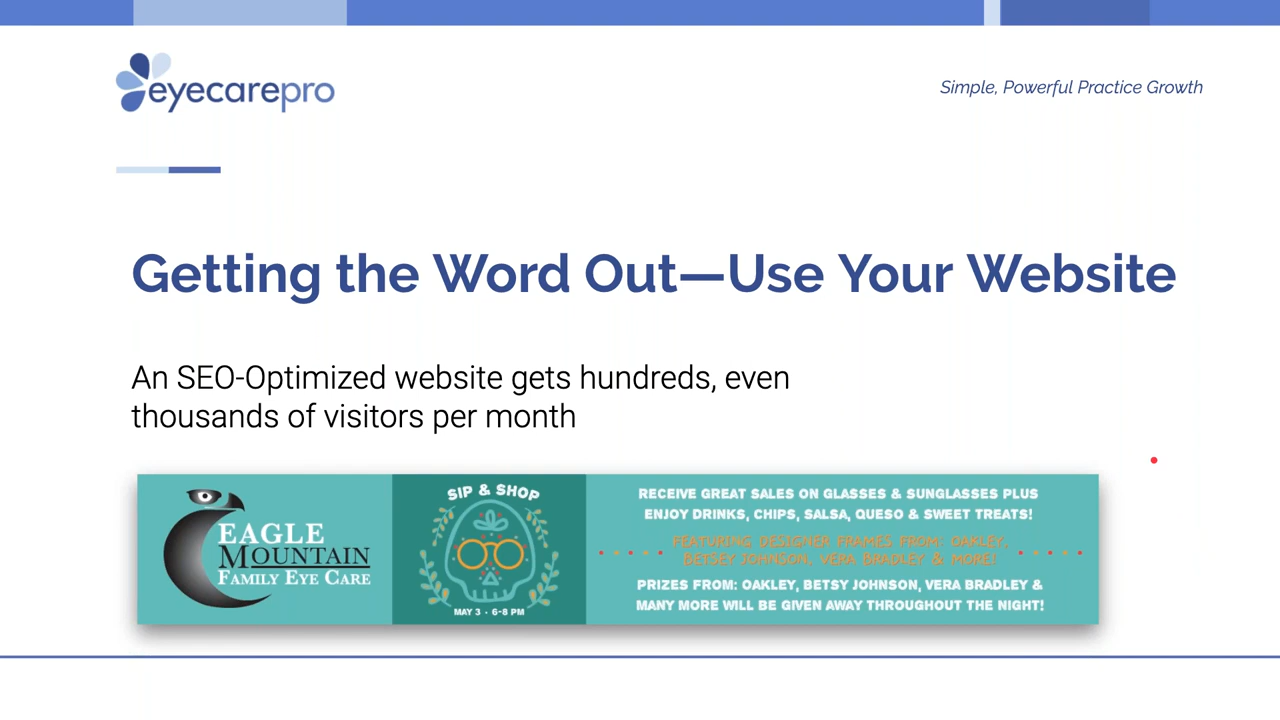 eyecarepro
Simple, Powerful Practice Growth
Getting the Word Out—Use Your Website
An SEO-Optimized website gets hundreds, even
thousands of visitors per month
EAGLE
MOUNTAIN
FAMILY EYE CARE
SIP & SHOP
MAY 3 • 6-8 PM
RECEIVE GREAT SALES ON GLASSES & SUNGLASSES PLUS
ENJOY DRINKS, CHIPS, SALSA, QUESO & SWEET TREATS!
FEATURING DESIGNER FRAMES FROM: OAKLEY,
BETSEY JOHNSON, VERA BRADLEY & MORE!
PRIZES FROM: OAKLEY, BETSY JOHNSON, VERA BRADLEY &
MANY MORE WILL BE GIVEN AWAY THROUGHOUT THE NIGHT!